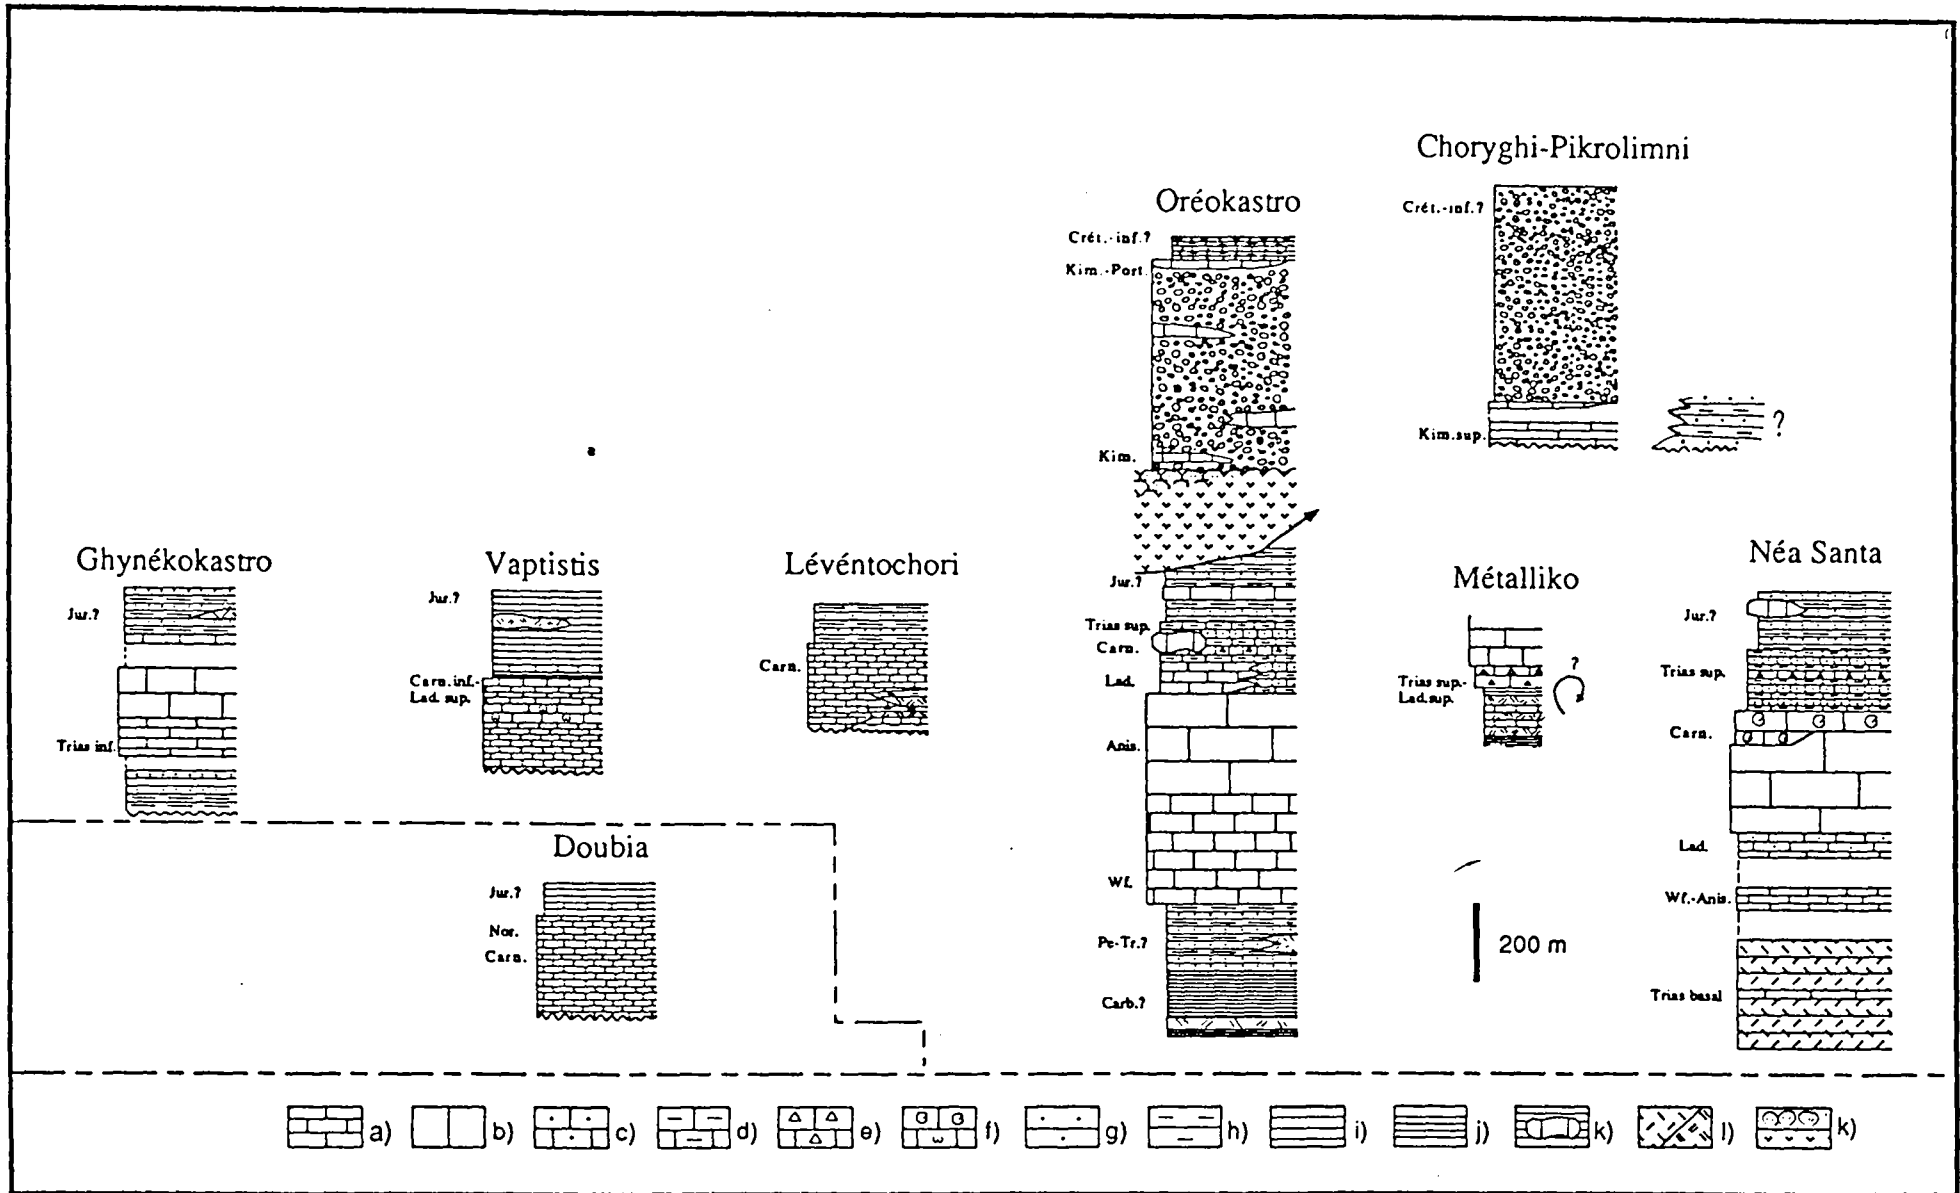 Choryghi-Pikrolimni
Crét.-inf.?
Kim.sup.
?
Oréokastro
Crét.-inf.?
Kim.-Port.
Kim.
Jur.?
Trias sup.
Carn.
Lad.
Anis.
Wf.
Pe-Tr.?
Carb.?
Ghynékokastro
Jur.?
Trias inf.
Vaptistis
Jur.?
Carn.inf.-
Lad. sup.
Lévéntochori
Carn.
Métalliko
?
Trias sup.-
Lad.sup.
Néa Santa
Jur.?
Trias sup.
Carn.
Lad.
Wf.-Anis.
Trias basal
Doubia
Jur.?
Nor.
Carn.
200 m
a) b) c) d) e) f) g) h) i) j) k) l) k)